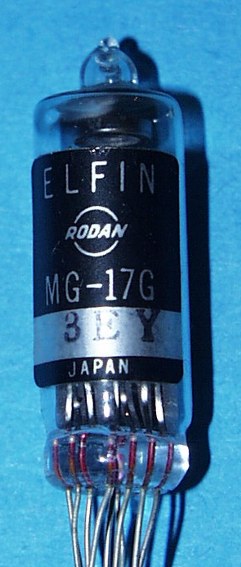 ELFIN
RODAN
MG-17G
3EY
JAPAN